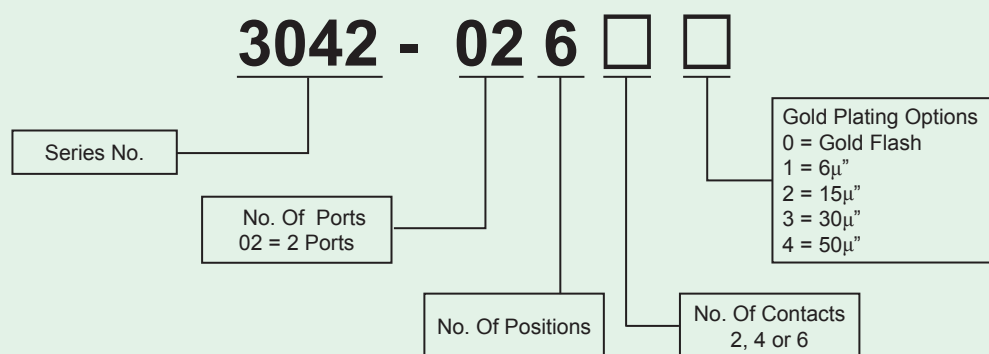 3042 - 02 6 □ □
Series No.
No. Of Ports
02 = 2 Ports
No. Of Positions
No. Of Contacts
2, 4 or 6
Gold Plating Options
0 = Gold Flash
1 = 6µ”
2 = 15µ”
3 = 30µ”
4 = 50µ”